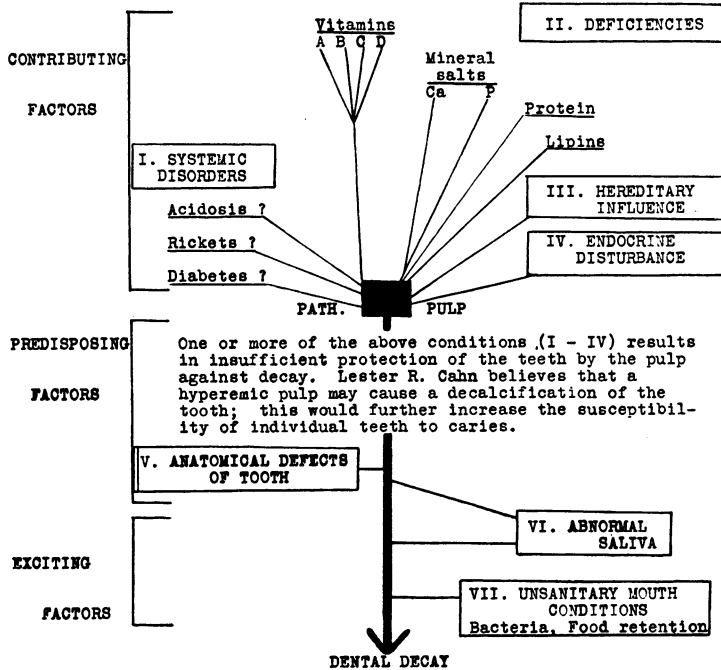 Vitamins
A B C D
II. DEFICIENCIES
CONTRIBUTING
FACTORS
Mineral
salts
Ca P
Protein
Lipins
I. SYSTEMIC
DISORDERS
III. HEREDITARY
INFLUENCE
Acidosis ?
Rickets ?
IV. ENDOCRINE
DISTURBANCE
Diabetes ?
PATH. PULP
PREDISPOSING
FACTORS
One or more of the above conditions (I - IV) results
in insufficient protection of the teeth by the pulp
against decay. Lester R. Cahn believes that a
hyperemic pulp may cause a decalcification of the
tooth; this would further increase the susceptibil-
ity of individual teeth to caries.
V. ANATOMICAL DEFECTS
OF TOOTH
VI. ABNORMAL
SALIVA
EXCITING
FACTORS
VII. UNSANITARY MOUTH
CONDITIONS
Bacteria, Food retention
DENTAL DECAY